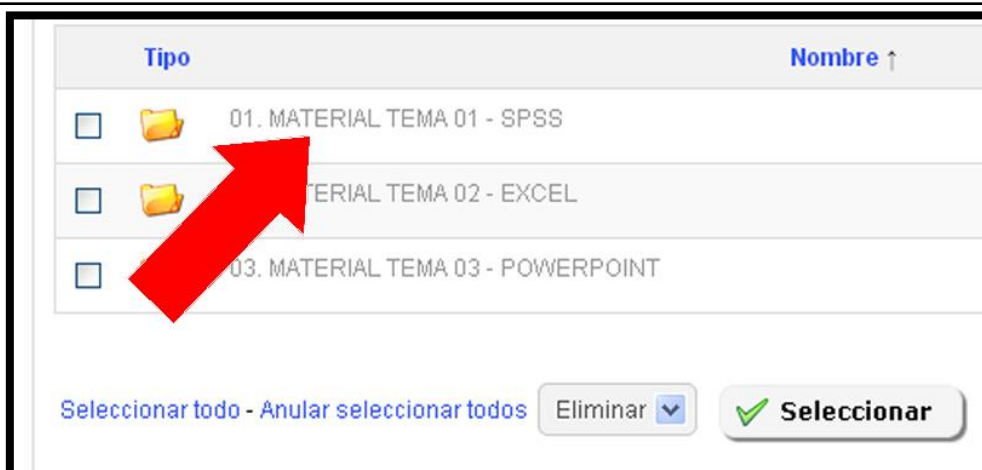 Tipo Nombre ↑
01. MATERIAL TEMA 01 - SPSS
TEMA 02 - EXCEL
03. MATERIAL TEMA 03 - POWERPOINT
Seleccionar todo - Anular seleccionar todos Eliminar Seleccionar